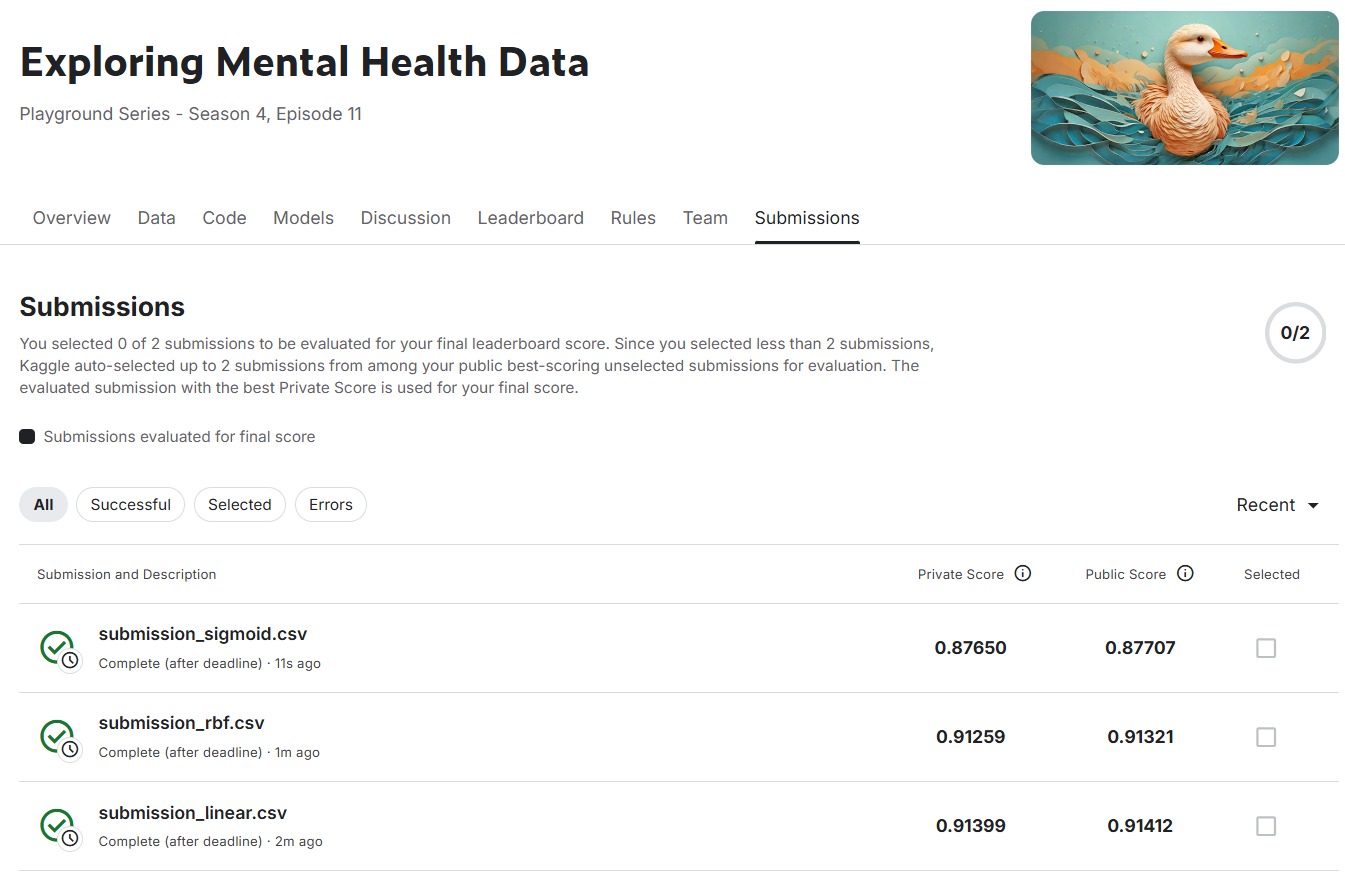 Exploring Mental Health Data
Playground Series - Season 4, Episode 11
Overview Data Code Models Discussion Leaderboard Rules Team Submissions
Submissions
You selected 0 of 2 submissions to be evaluated for your final leaderboard score. Since you selected less than 2 submissions,
Kaggle auto-selected up to 2 submissions from among your public best-scoring unselected submissions for evaluation. The
evaluated submission with the best Private Score is used for your final score.
0/2
Submissions evaluated for final score
All Successful Selected Errors Recent
Submission and Description Private Score Public Score Selected
submission_sigmoid.csv 0.87650 0.87707
Complete (after deadline) · 11s ago
submission_rbf.csv 0.91259 0.91321
Complete (after deadline) · 1m ago
submission_linear.csv 0.91399 0.91412
Complete (after deadline) · 2m ago